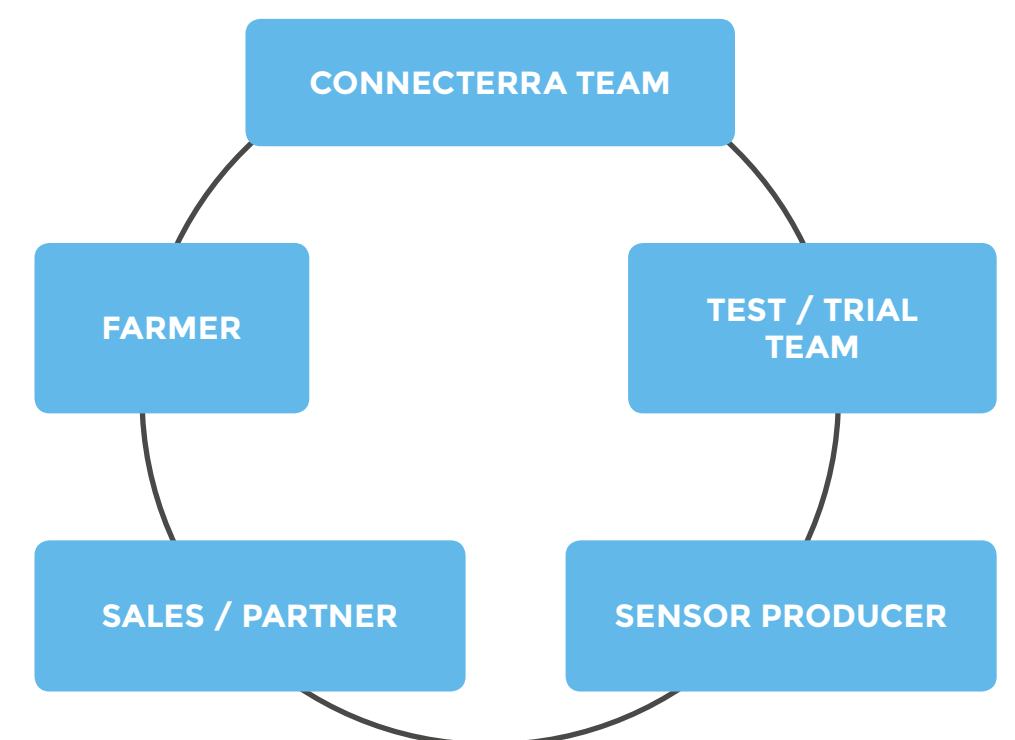 CONNECTERRA TEAM
FARMER
TEST / TRIAL
TEAM
SALES / PARTNER
SENSOR PRODUCER